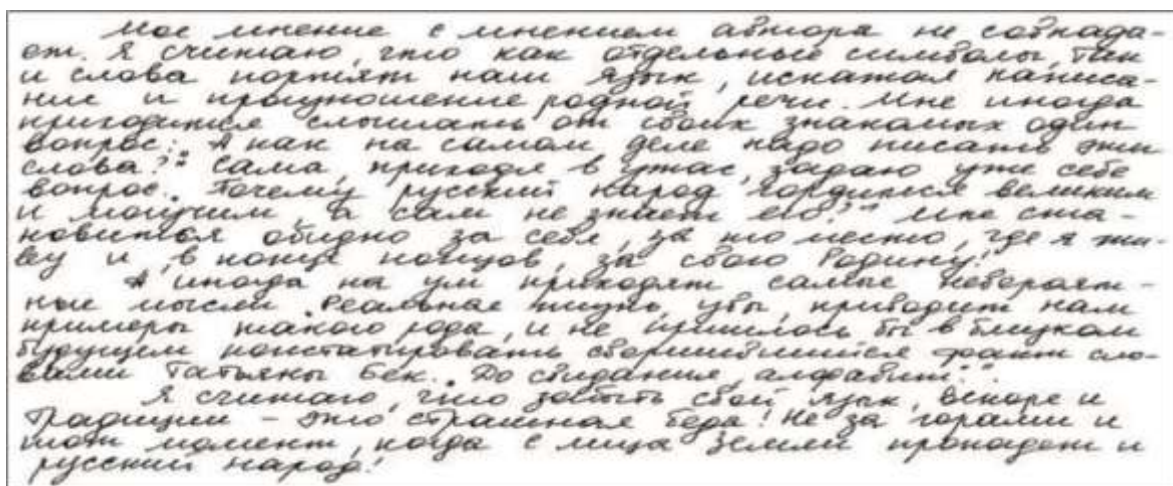 Мое мнение с мнением автора не совпада-
ет. Я считаю, что как отдельные символы, так
и слова портят наш язык, искажая написа-
ние и произношение родной речи. Мне иногда
приходится слышать от своих знакомых один
вопрос: "А как на самом деле надо писать эти
слова?" Сама, приходя в ужас, задаю уже себе
вопрос: "Почему русский народ гордится великим
и могучим, а сам не знает его?" Мне ста-
новиться обидно за себя, за то место, где я жи-
ву и, в конце концов, за свою Родину!
А иногда на ум приходят самые невероят-
ные мысли. Реальная жизнь, увы, приводит нам
примеры такого рода, и не пришлось бы в близком
будущем констатировать свершившийся факт сло-
вами Татьяны Бек: "До свидания, алфавит!".
Я считаю, что забыть свой язык, вскоре и
традиции - это страшная беда! Не за горами и
тот момент, когда с лица земли пропадет и
русский народ!